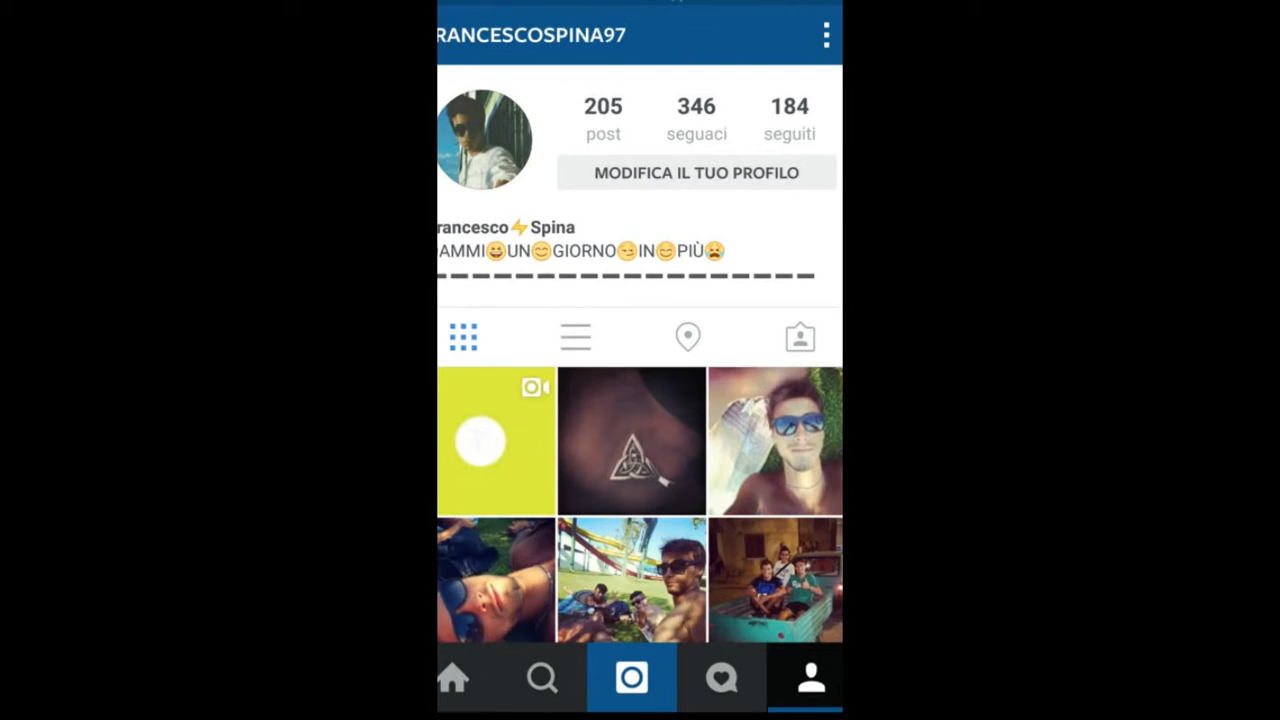 RANCESCOSPINA97
205 346 184
post seguaci seguiti
MODIFICA IL TUO PROFILO
rancesco⚡Spina
AMMI😀UN😊GIORNO😏IN😊PIÙ😭